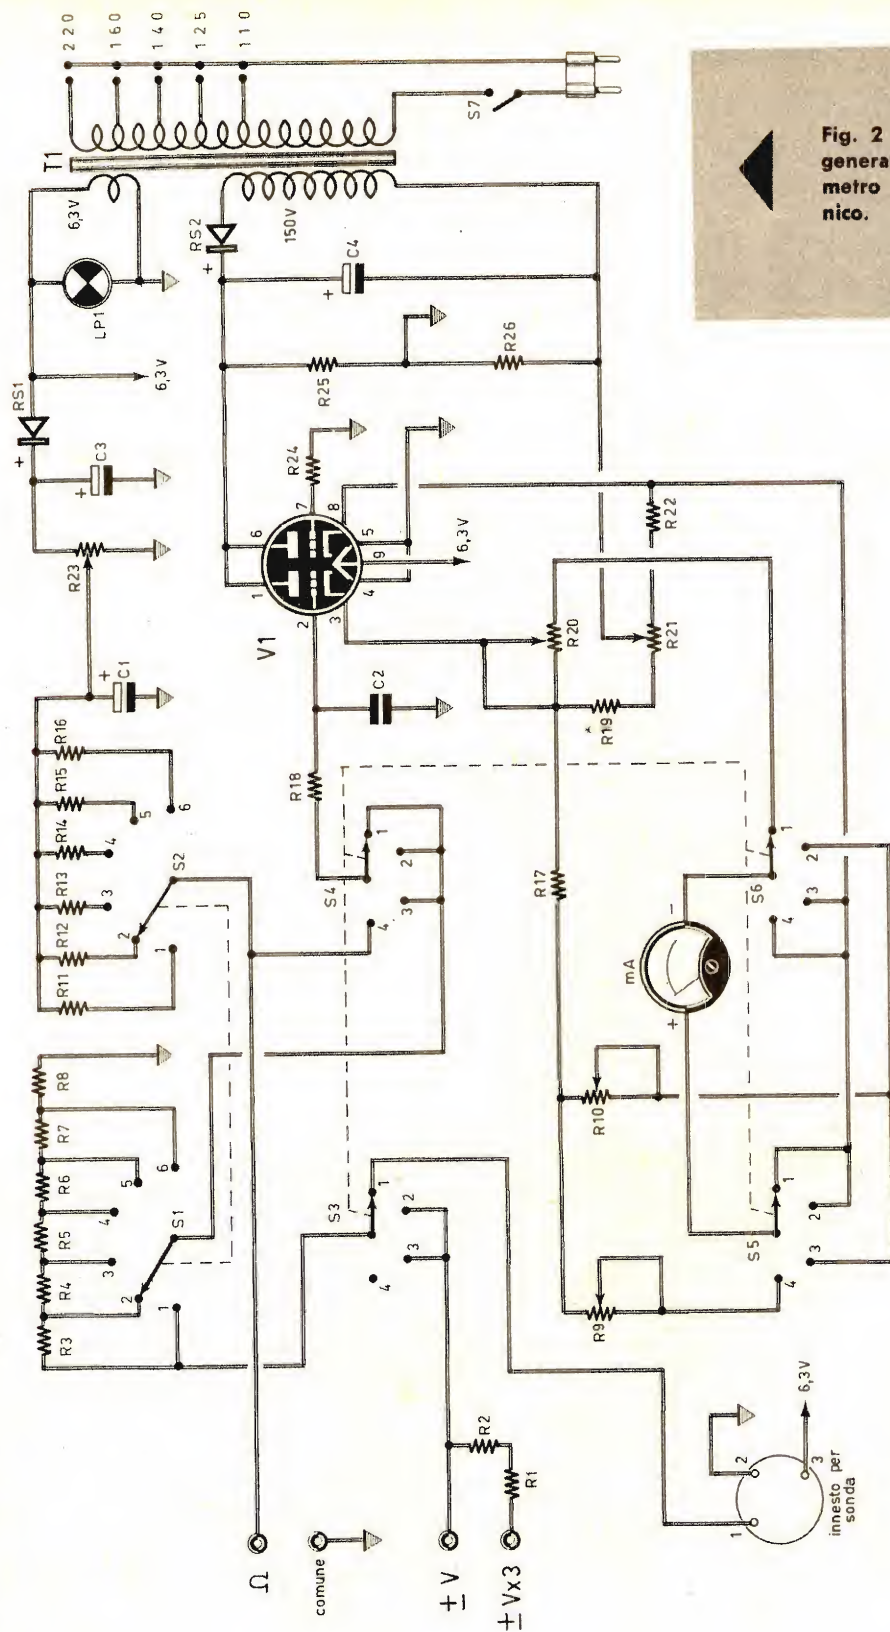 220
160
140
125
110
S7
T1
6,3V
150V
LP1
RS2
+
C4
+
6,3V
R25
R26
RS1
+
C3
+
R24
R23
V1
1
6
2
7
3
8
4
9
5
6,3V
R22
C1
+
C2
R20
R21
R19
R16
R15
R14
R13
R12
R11
6
5
4
3
2
1
S2
R18
S4
1
2
3
4
R17
S6
1
2
3
4
mA
-
+
R8
R7
R6
R5
R4
R3
6
5
4
3
2
1
S1
S3
1
2
3
4
R10
R9
S5
1
2
3
4
R2
R1
Ω
comune
± V
± Vx3
1
2
3
6,3V
innesto per
sonda
Fig. 2
genera
metro
nico.